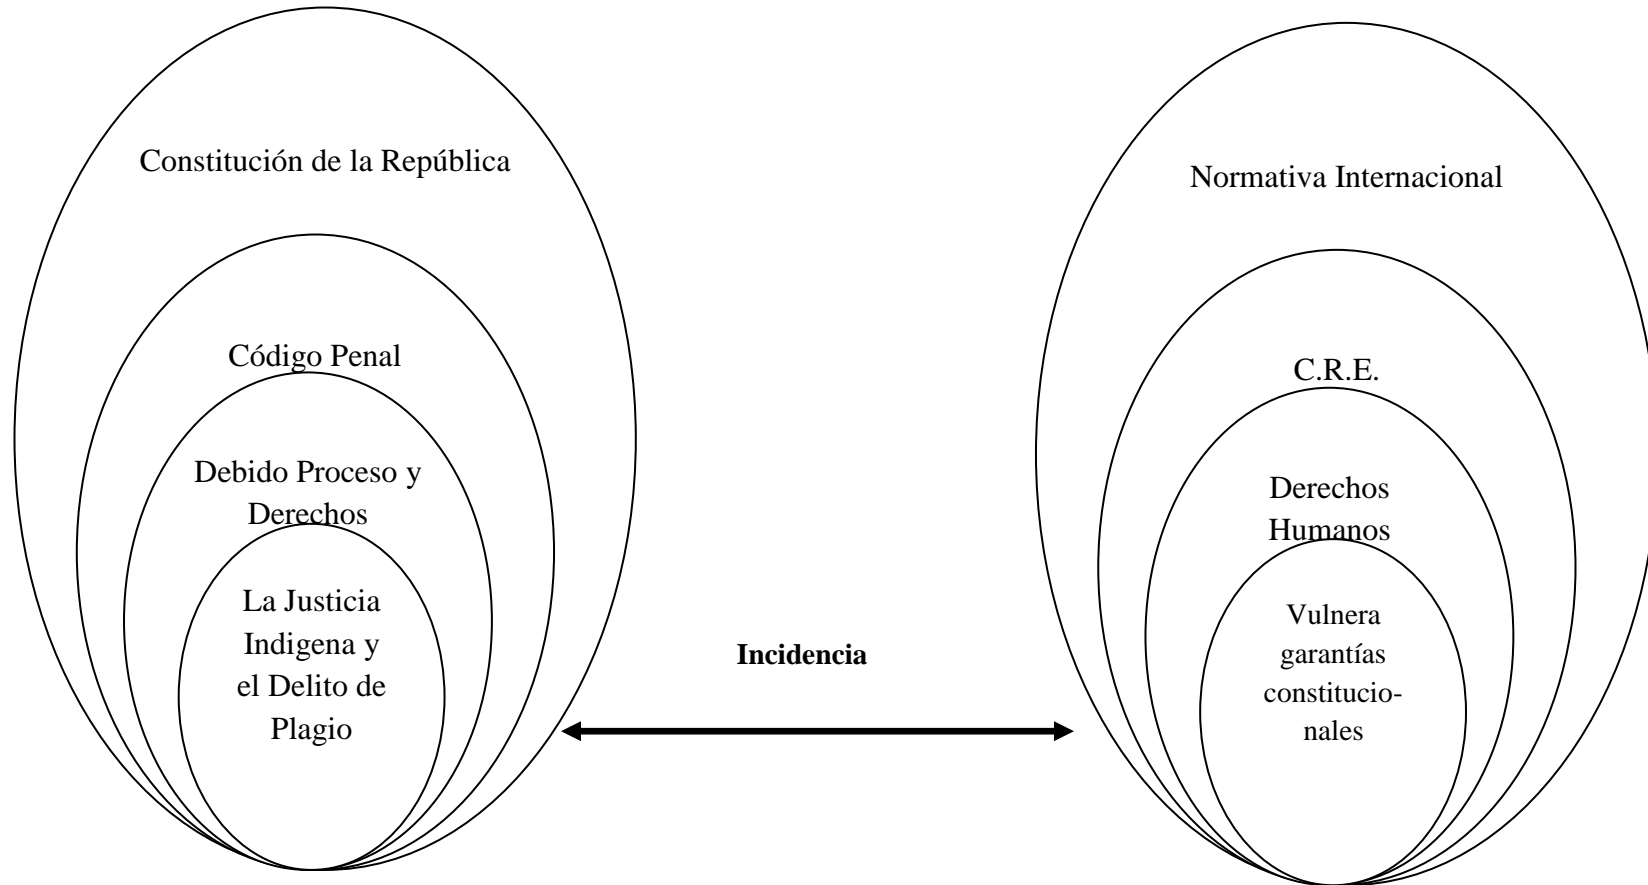 Constitución de la República
Código Penal
Debido Proceso y
Derechos
La Justicia
Indigena y
el Delito de
Plagio
Incidencia
Normativa Internacional
C.R.E.
Derechos
Humanos
Vulnera
garantías
constitucio-
nales